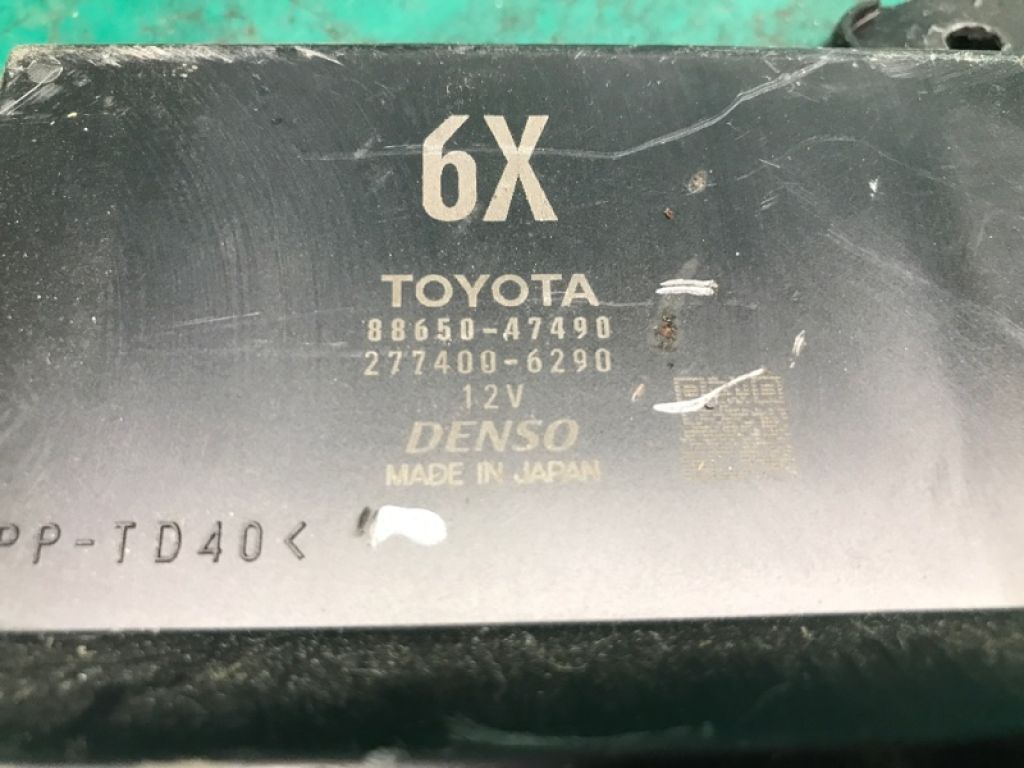 6X
TOYOTA
88650-47490
277400-6290
12V
DENSO
MADE IN JAPAN
PP-TD40<